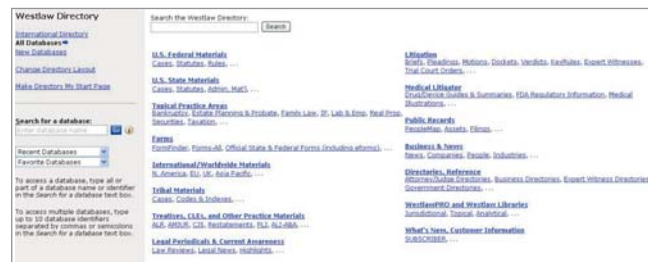 Westlaw Directory
International Directory
All Databases
New Databases
Change Directory Layout
Make Directory My Start Page
Search for a database:
Enter database name
Go
Recent Databases
Favorite Databases
To access a database, type all or
part of a database name or identifier
in the Search for a database text box.
To access multiple databases, type
up to 10 database identifiers
separated by commas or semicolons
in the Search for a database text box.
Search the Westlaw Directory:
Search
U.S. Federal Materials
Cases, Statutes, Rules, ...
U.S. State Materials
Cases, Statutes, Admin. Mat'l, ...
Topical Practice Areas
Bankruptcy, Estate Planning & Probate, Family Law, IP, Lab & Emp, Real Prop,
Securities, Taxation, ...
Forms
FormFinder, Forms-All, Official State & Federal Forms (including eforms), ...
International/Worldwide Materials
N. America, EU, UK, Asia Pacific, ...
Tribal Materials
Cases, Codes & Indexes, ...
Treatises, CLEs, and Other Practice Materials
ALR, AMJUR, CJS, Restatements, PLI, ALI-ABA, ...
Legal Periodicals & Current Awareness
Law Reviews, Legal News, Highlights, ...
Litigation
Briefs, Pleadings, Motions, Dockets, Verdicts, KeyRules, Expert Witnesses,
Trial Court Orders, ...
Medical Litigator
Drug/Device Guides & Summaries, FDA Regulatory Information, Medical
Illustrations, ...
Public Records
PeopleMap, Assets, Filings, ...
Business & News
News, Companies, People, Industries, ...
Directories, Reference
Attorney/Judge Directories, Business Directories, Expert Witness Directories,
Government Directories, ...
WestlawPRO and Westlaw Libraries
Jurisdictional, Topical, Analytical, ...
What's New, Customer Information
SUBSCRIBER, ...